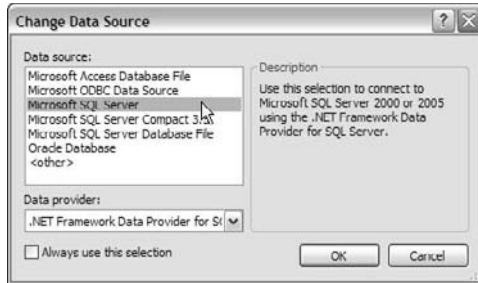 Change Data Source
Data source:
Microsoft Access Database File
Microsoft ODBC Data Source
Microsoft SQL Server
Microsoft SQL Server Compact 3.
Microsoft SQL Server Database File
Oracle Database
<other>
Description
Use this selection to connect to
Microsoft SQL Server 2000 or 2005
using the .NET Framework Data
Provider for SQL Server.
Data provider:
.NET Framework Data Provider for
Always use this selection
OK
Cancel